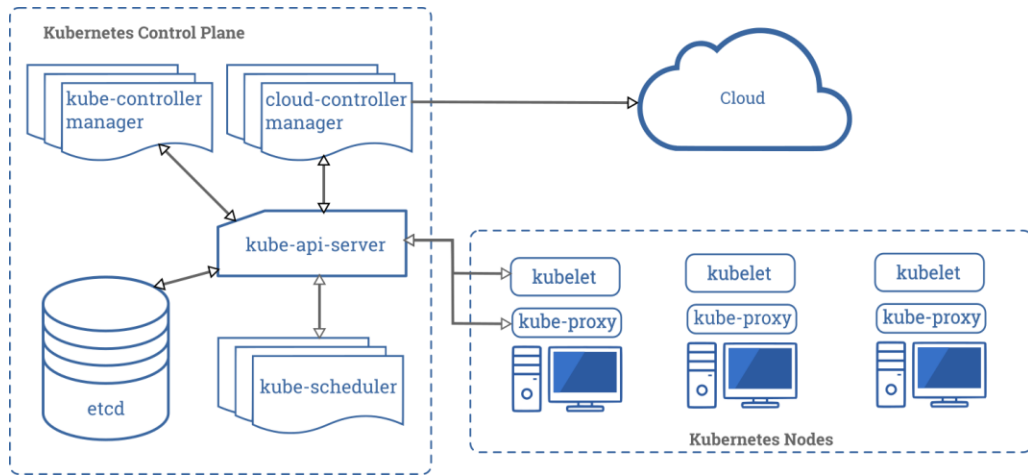 Kubernetes Control Plane
kube-controller
manager
cloud-controller
manager
Cloud
kube-api-server
kubelet
kubelet
kubelet
kube-proxy
kube-proxy
kube-proxy
etcd
kube-scheduler
Kubernetes Nodes